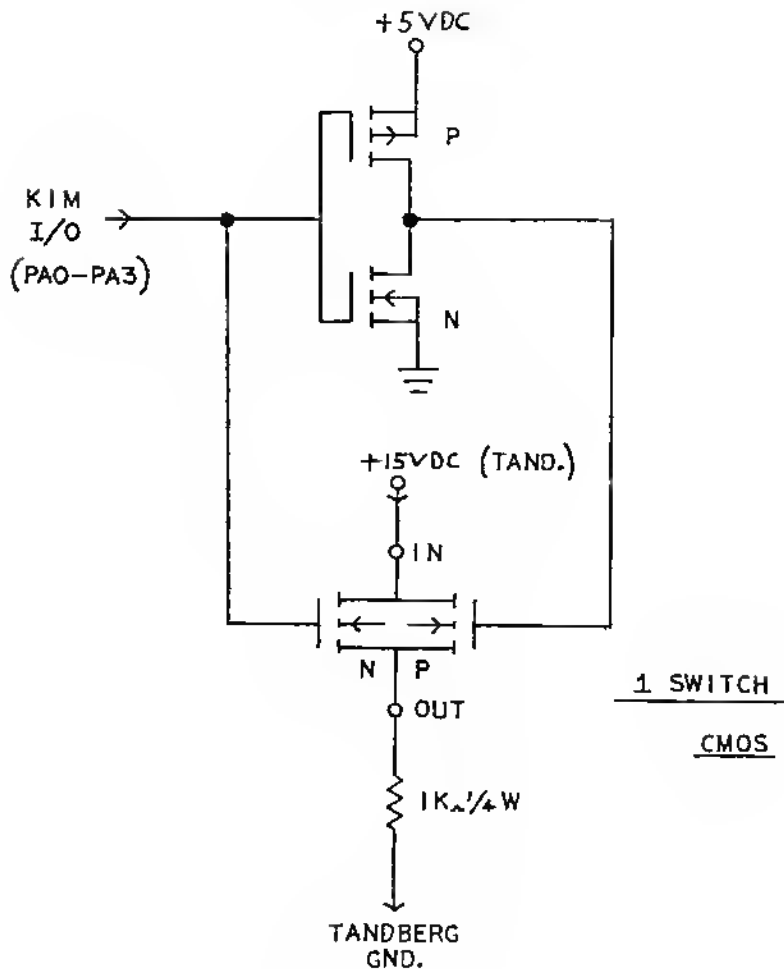 +5VDC
P
KIM
I/O
(PA0-PA3)
N
+15VDC (TAND.)
IN
N P
OUT
1 SWITCH
CMOS
1K 1/4 W
TANDBERG
GND.